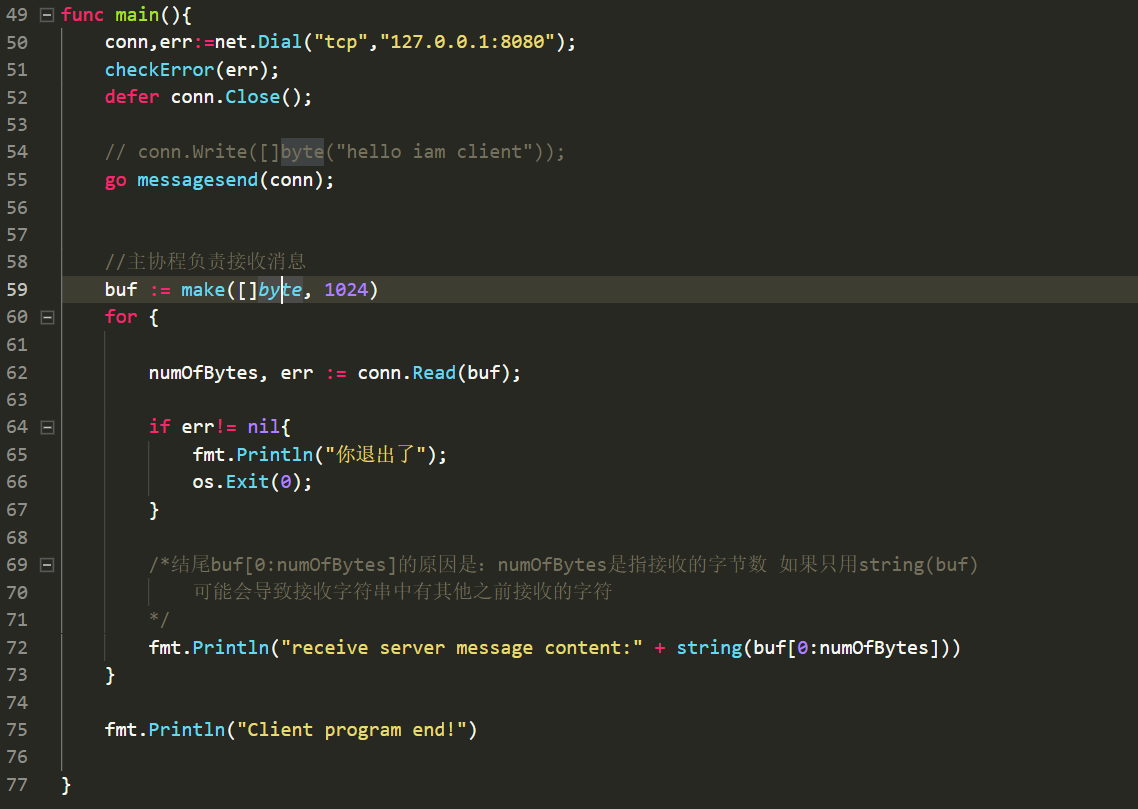 49 func main(){
50 conn,err:=net.Dial("tcp","127.0.0.1:8080");
51 checkError(err);
52 defer conn.Close();
53
54 // conn.Write([]byte("hello iam client"));
55 go messagesend(conn);
56
57
58 //主协程负责接收消息
59 buf := make([]byte, 1024)
60 for {
61
62 numOfBytes, err := conn.Read(buf);
63
64 if err!= nil{
65 fmt.Println("你退出了");
66 os.Exit(0);
67 }
68
69 /*结尾buf[0:numOfBytes]的原因是：numOfBytes是指接收的字节数 如果只用string(buf)
70 可能会导致接收字符串中有其他之前接收的字符
71 */
72 fmt.Println("receive server message content:" + string(buf[0:numOfBytes]))
73 }
74
75 fmt.Println("Client program end!")
76
77 }